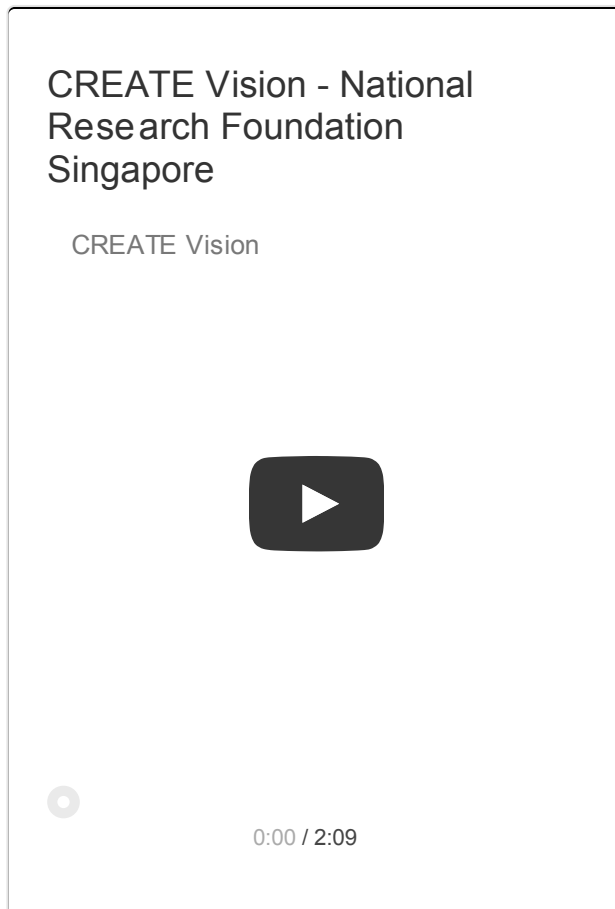 CREATE Vision - National
Research Foundation
Singapore
CREATE Vision
0:00 / 2:09